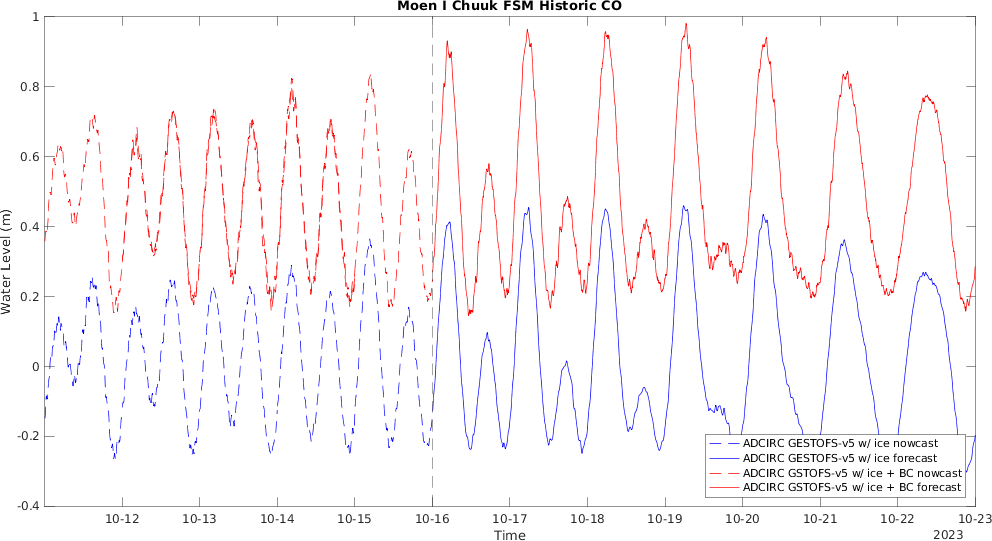 Moen I Chuuk FSM Historic CO
Water Level (m)
1
0.8
0.6
0.4
0.2
0
-0.2
-0.4
ADCIRC GESTOFS-v5 w/ ice nowcast
ADCIRC GESTOFS-v5 w/ ice forecast
ADCIRC GSTOFS-v5 w/ ice + BC nowcast
ADCIRC GSTOFS-v5 w/ ice + BC forecast
10-12 10-13 10-14 10-15 10-16 10-17 10-18 10-19 10-20 10-21 10-22 10-23
Time
2023